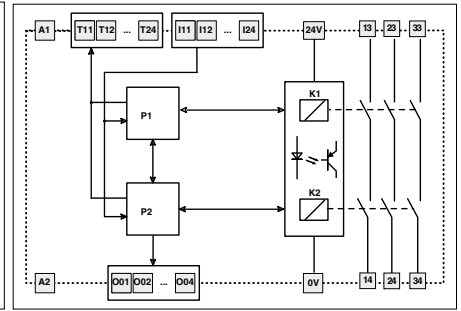 A1 T11 T12 ... T24 I11 I12 ... I24 24V 13 23 33
K1
P1
K2
P2
A2 O01 O02 ... O04 0V 14 24 34